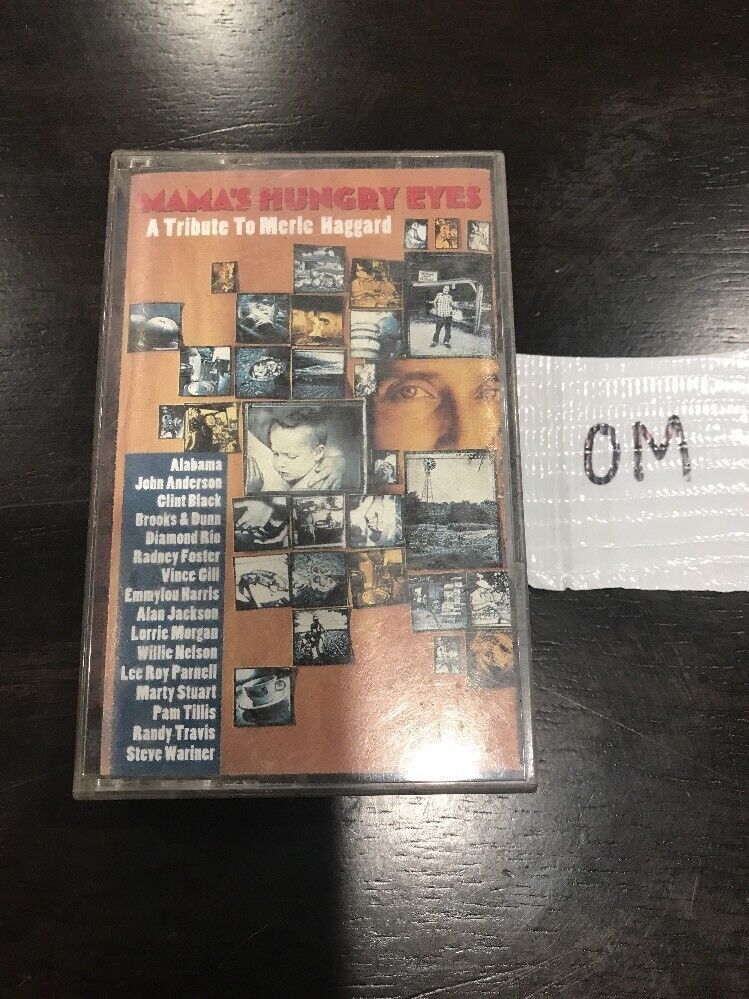 MAMA'S HUNGRY EYES
A Tribute To Merle Haggard
Alabama
John Anderson
Clint Black
Brooks & Dunn
Diamond Rio
Radney Foster
Vince Gill
Emmylou Harris
Alan Jackson
Lorrie Morgan
Willie Nelson
Lee Roy Parnell
Marty Stuart
Pam Tillis
Randy Travis
Steve Wariner
OM